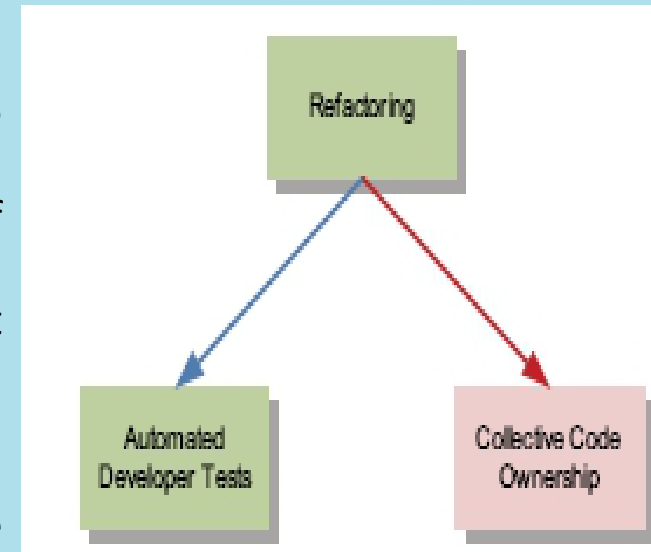 Refactoring
Automated
Developer Tests
Collective Code
Ownership